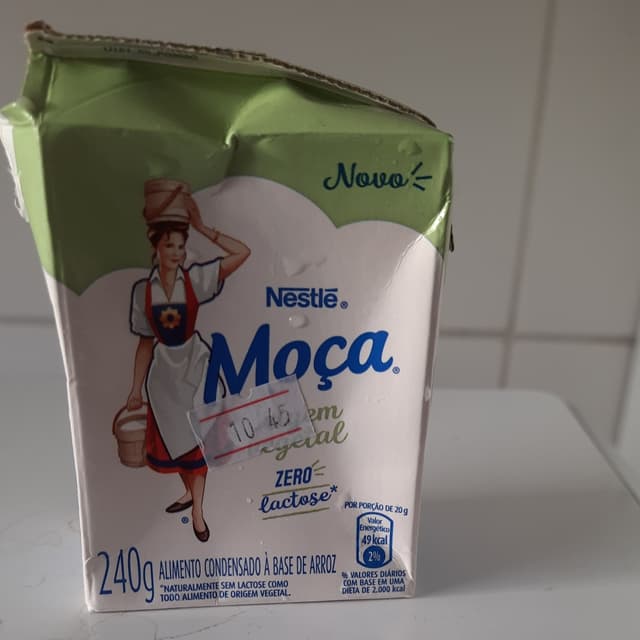 Novo
Nestlé®
Moça®
10 45
vegetal
ZERO
lactose*
POR PORÇÃO DE 20 g
Valor
Energético
49 kcal
2%
% VALORES DIÁRIOS
COM BASE EM UMA
DIETA DE 2.000 kcal
240g ALIMENTO CONDENSADO À BASE DE ARROZ
*NATURALMENTE SEM LACTOSE COMO
TODO ALIMENTO DE ORIGEM VEGETAL.